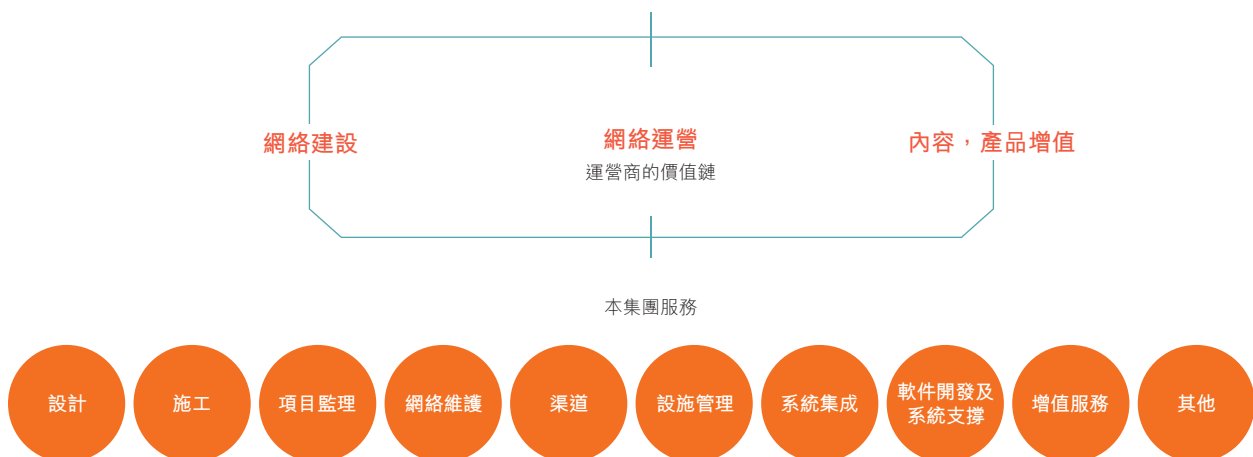 網絡建設
網絡運營
內容，產品增值
運營商的價值鏈
本集團服務
設計
施工
項目監理
網絡維護
渠道
設施管理
系統集成
軟件開發及
系統支撐
增值服務
其他